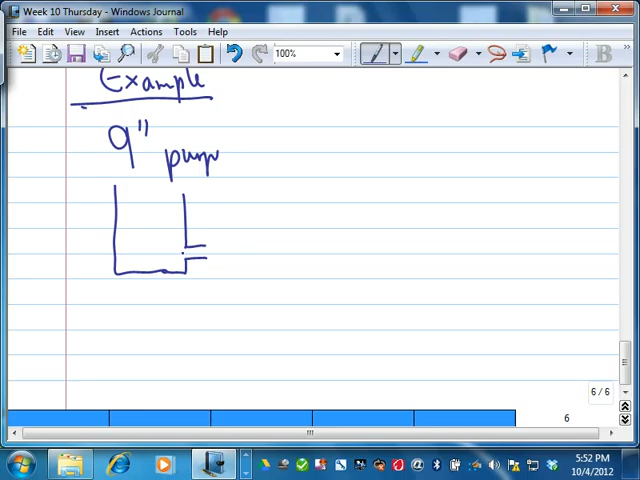 Week 10 Thursday - Windows Journal
File Edit View Insert Actions Tools Help
100%
B
Example
9"
pump
6 / 6
6
5:52 PM
10/4/2012